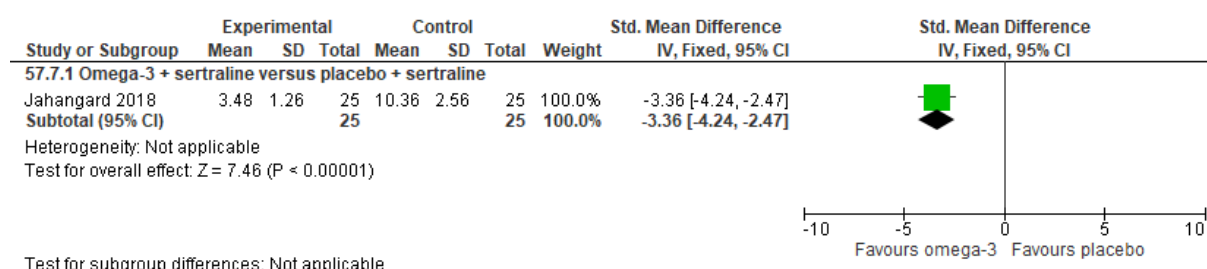 Experimental Control Std. Mean Difference Std. Mean Difference
Study or Subgroup Mean SD Total Mean SD Total Weight IV, Fixed, 95% CI IV, Fixed, 95% CI
57.7.1 Omega-3 + sertraline versus placebo + sertraline
Jahangard 2018 3.48 1.26 25 10.36 2.56 25 100.0% -3.36 [-4.24, -2.47]
Subtotal (95% CI) 25 25 100.0% -3.36 [-4.24, -2.47]
Heterogeneity: Not applicable
Test for overall effect: Z = 7.46 (P < 0.00001)
-10 -5 0 5 10
Favours omega-3 Favours placebo
Test for subgroup differences: Not applicable